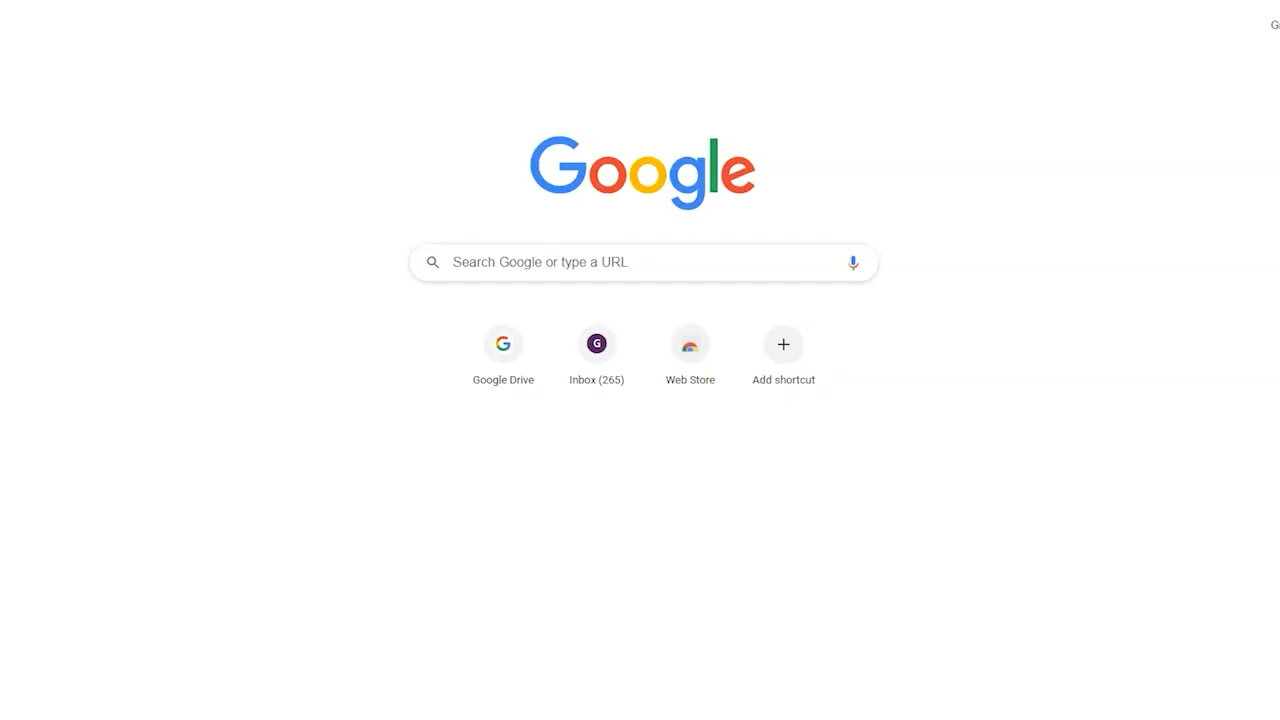 Google
Search Google or type a URL
G
Google Drive
Inbox (265)
Web Store
Add shortcut